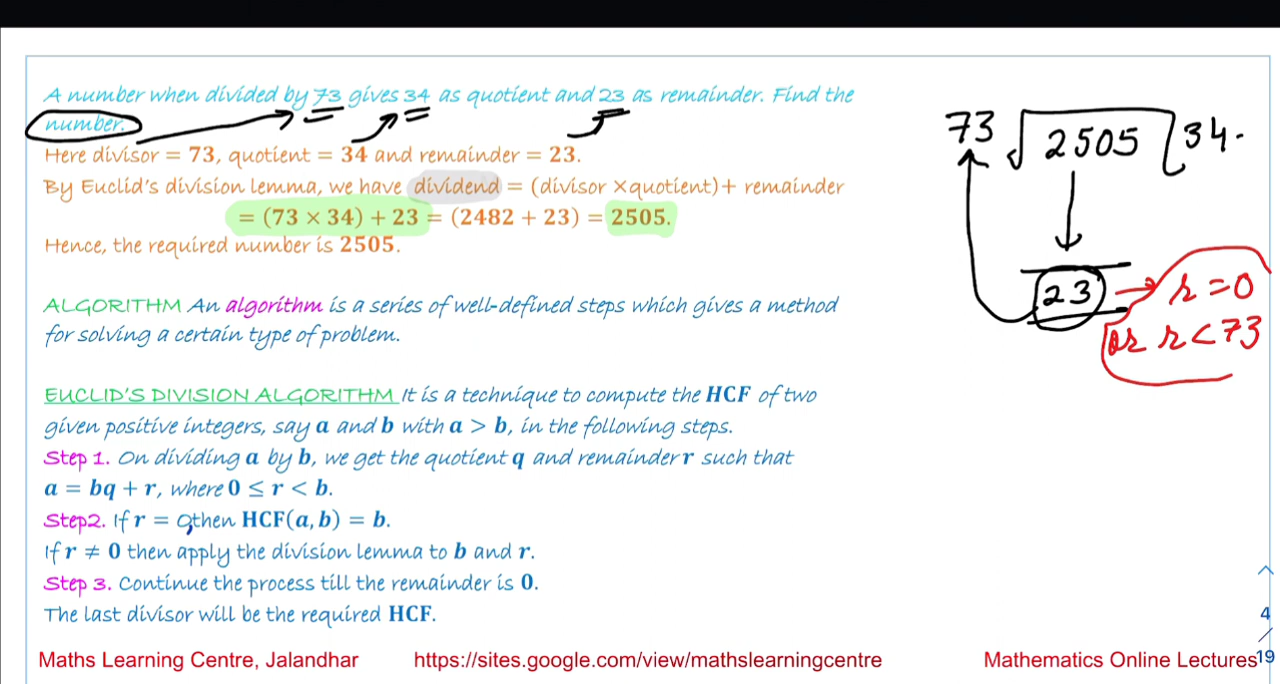 A number when divided by 73 gives 34 as quotient and 23 as remainder. Find the
number.
Here divisor = 73, quotient = 34 and remainder = 23.
By Euclid's division lemma, we have dividend = (divisor ×quotient)+ remainder
= (73 × 34) + 23 = (2482 + 23) = 2505.
Hence, the required number is 2505.
ALGORITHM An algorithm is a series of well-defined steps which gives a method
for solving a certain type of problem.
EUCLID'S DIVISION ALGORITHM It is a technique to compute the HCF of two
given positive integers, say a and b with a > b, in the following steps.
Step 1. On dividing a by b, we get the quotient q and remainder r such that
a = bq + r, where 0 ≤ r < b.
Step2. If r = 0,then HCF(a, b) = b.
If r ≠ 0 then apply the division lemma to b and r.
Step 3. Continue the process till the remainder is 0.
The last divisor will be the required HCF.
73 √ 2505 34.
23 → r = 0
or r < 73
4
/
19
Maths Learning Centre, Jalandhar https://sites.google.com/view/mathslearningcentre Mathematics Online Lectures